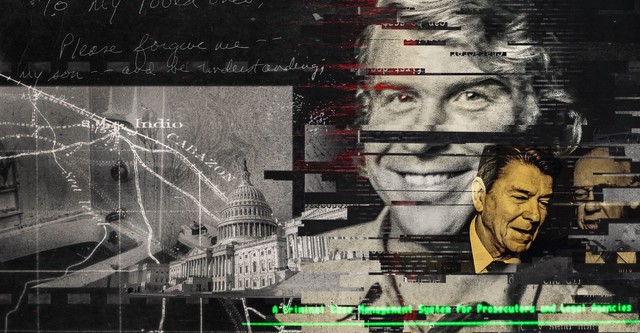 To my loved ones,
Please forgive me --
my son -- and be understanding;
Indio
CABAZON
A Criminal Case Management System for Prosecutors and Legal Agencies